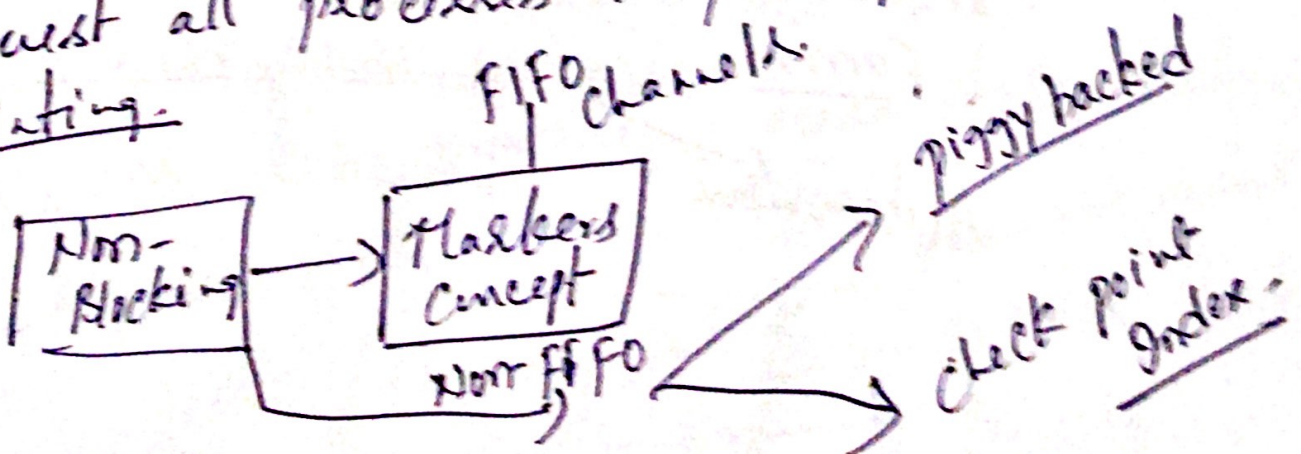 all
ating.
FIFO channels.
Non-
Blocking
Markers
Concept
Non FIFO
piggy backed
check point
Index.